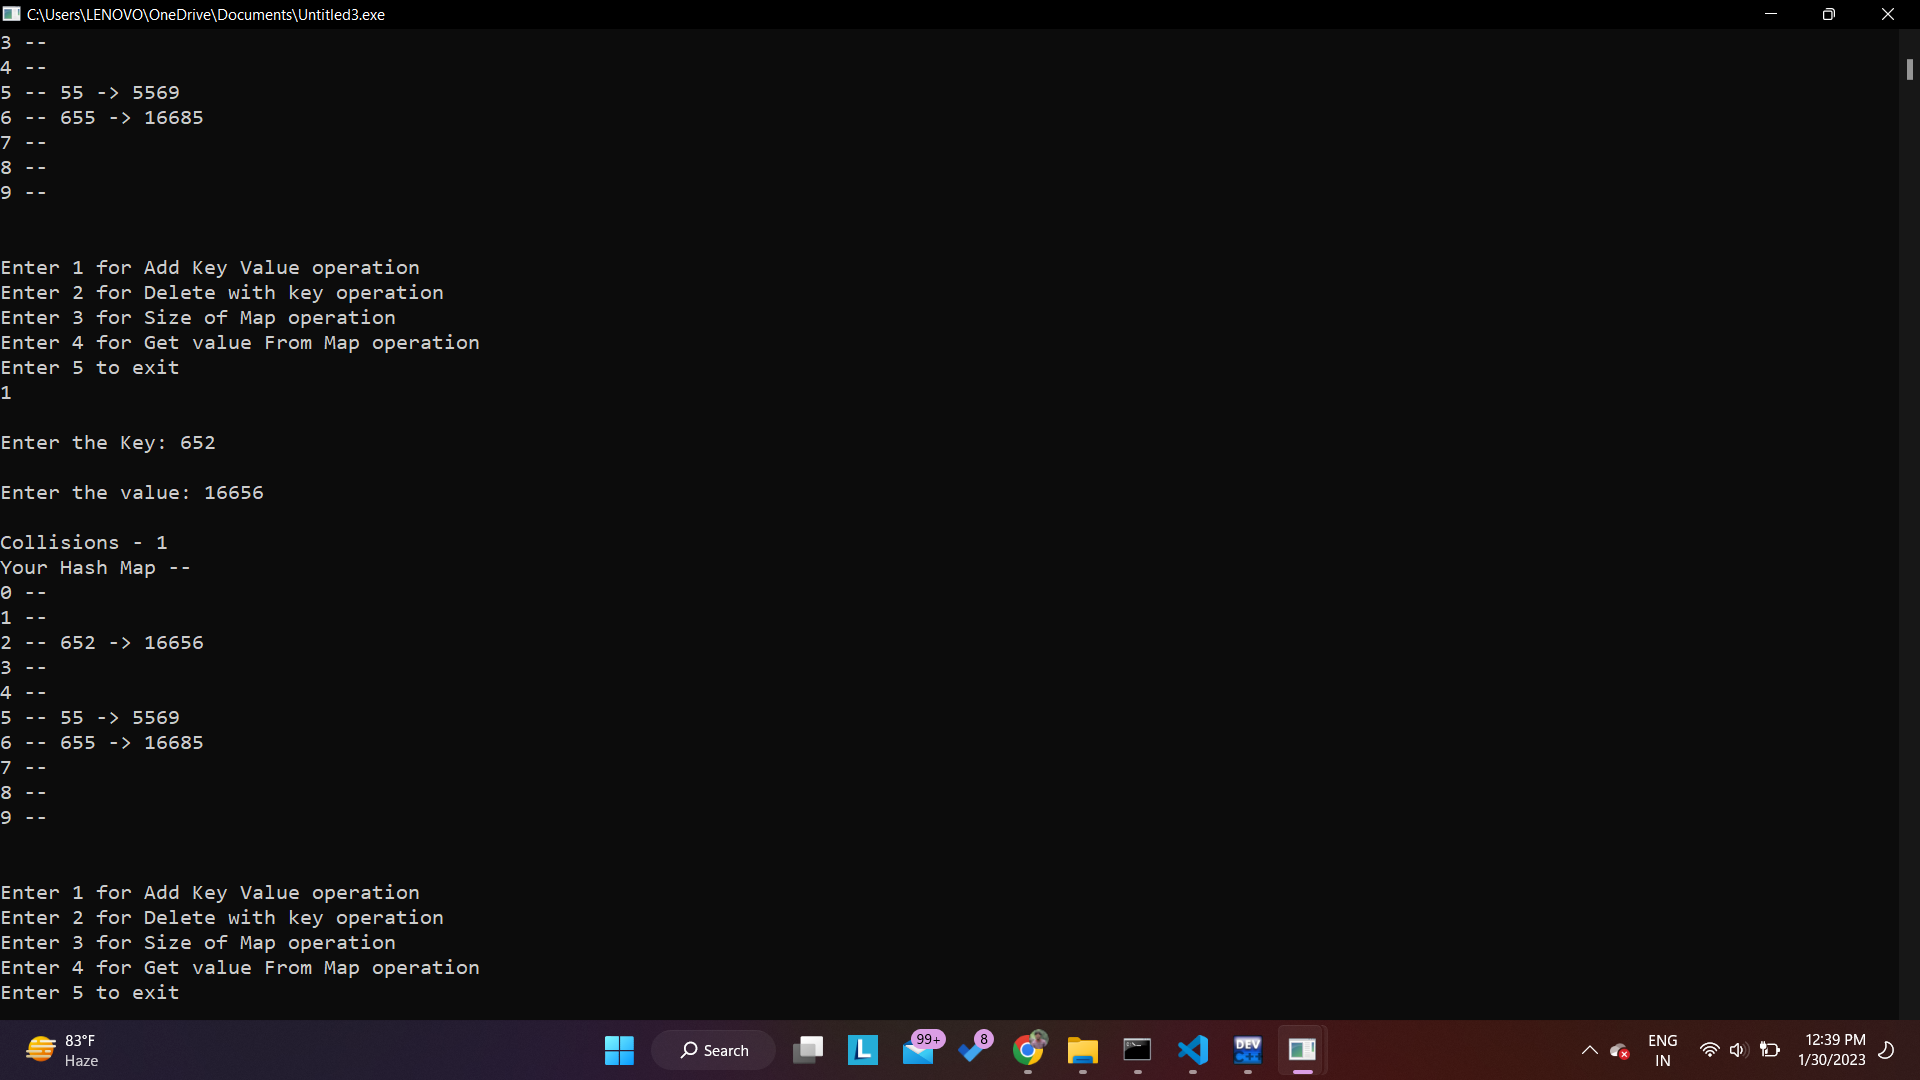 C:\Users\LENOVO\OneDrive\Documents\Untitled3.exe
3 --
4 --
5 -- 55 -> 5569
6 -- 655 -> 16685
7 --
8 --
9 --
Enter 1 for Add Key Value operation
Enter 2 for Delete with key operation
Enter 3 for Size of Map operation
Enter 4 for Get value From Map operation
Enter 5 to exit
1
Enter the Key: 652
Enter the value: 16656
Collisions - 1
Your Hash Map --
0 --
1 --
2 -- 652 -> 16656
3 --
4 --
5 -- 55 -> 5569
6 -- 655 -> 16685
7 --
8 --
9 --
Enter 1 for Add Key Value operation
Enter 2 for Delete with key operation
Enter 3 for Size of Map operation
Enter 4 for Get value From Map operation
Enter 5 to exit
83°F
Haze
Search
L
99+
8
DEV
C++
ENG
IN
12:39 PM
1/30/2023